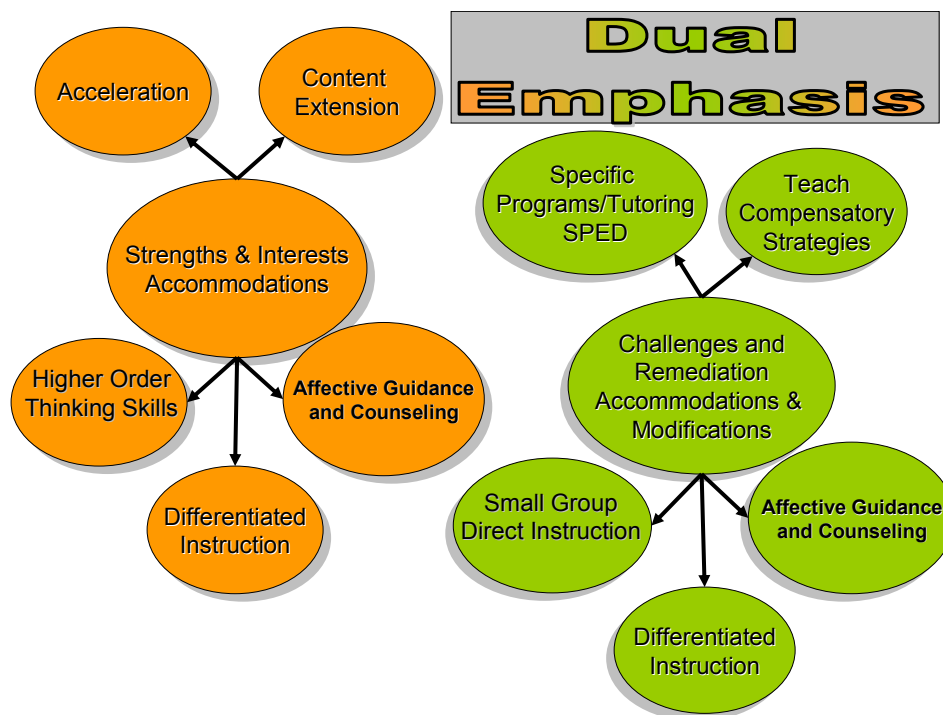 Dual
Emphasis
Acceleration
Content
Extension
Strengths & Interests
Accommodations
Higher Order
Thinking Skills
Affective Guidance
and Counseling
Differentiated
Instruction
Specific
Programs/Tutoring
SPED
Teach
Compensatory
Strategies
Challenges and
Remediation
Accommodations &
Modifications
Small Group
Direct Instruction
Affective Guidance
and Counseling
Differentiated
Instruction